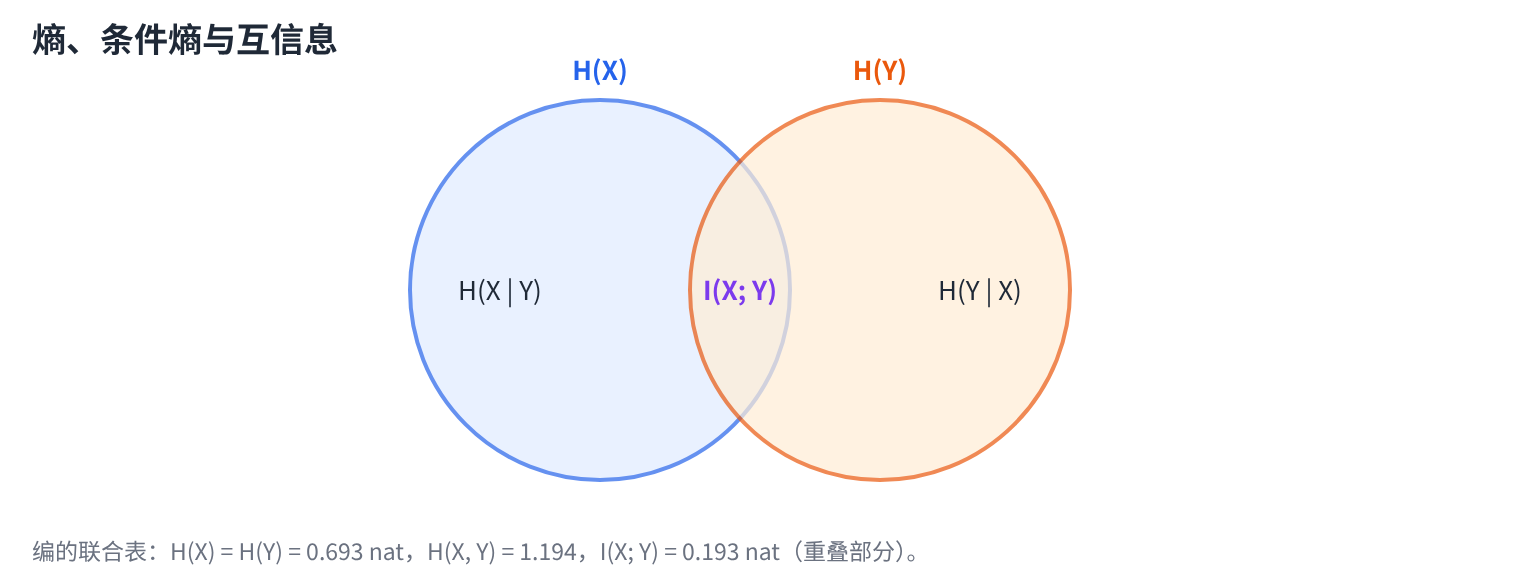 熵、条件熵与互信息
H(X)
H(Y)
H(X | Y)
I(X; Y)
H(Y | X)
编的联合表：H(X) = H(Y) = 0.693 nat，H(X, Y) = 1.194，I(X; Y) = 0.193 nat（重叠部分）。